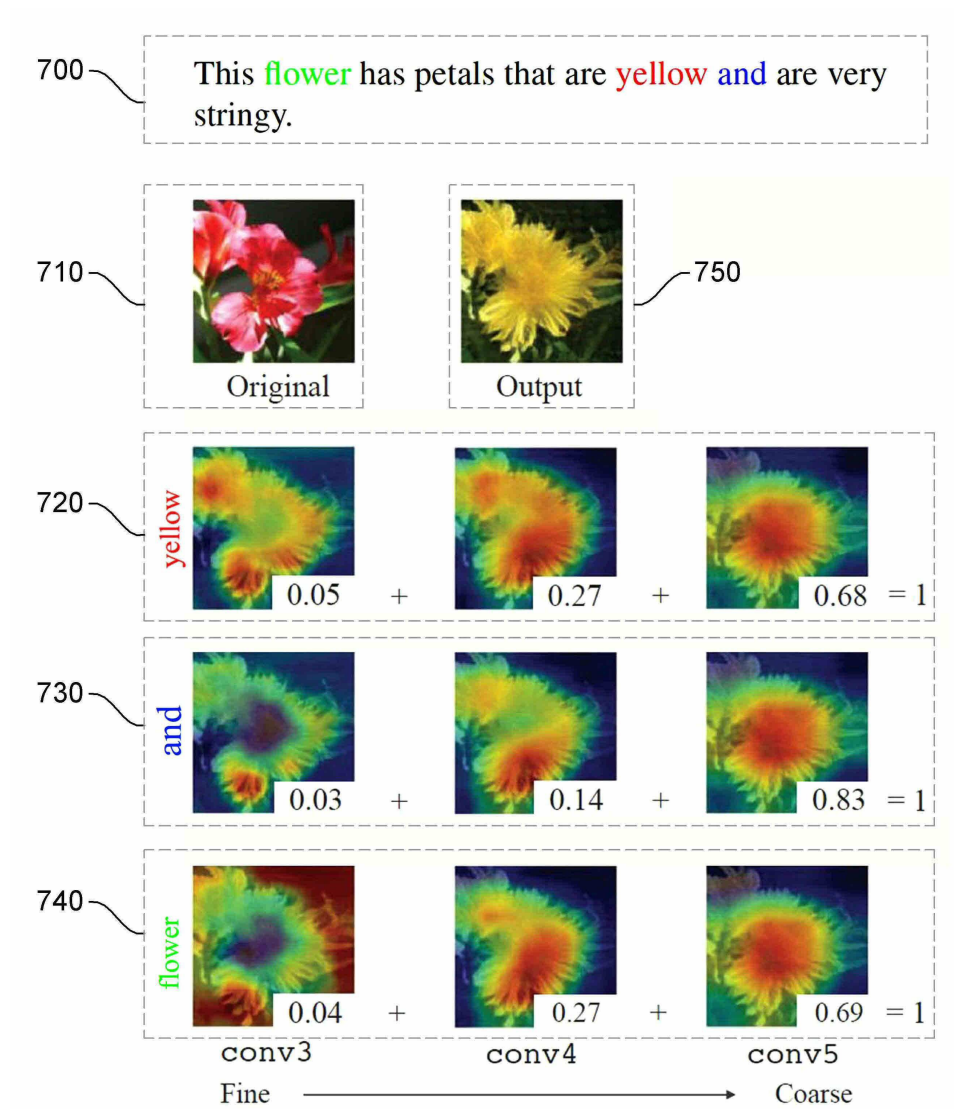 700
This flower has petals that are yellow and are very
stringy.
710
750
Original
Output
720
yellow
0.05 + 0.27 + 0.68 = 1
730
and
0.03 + 0.14 + 0.83 = 1
740
flower
0.04 + 0.27 + 0.69 = 1
conv3 conv4 conv5
Fine Coarse